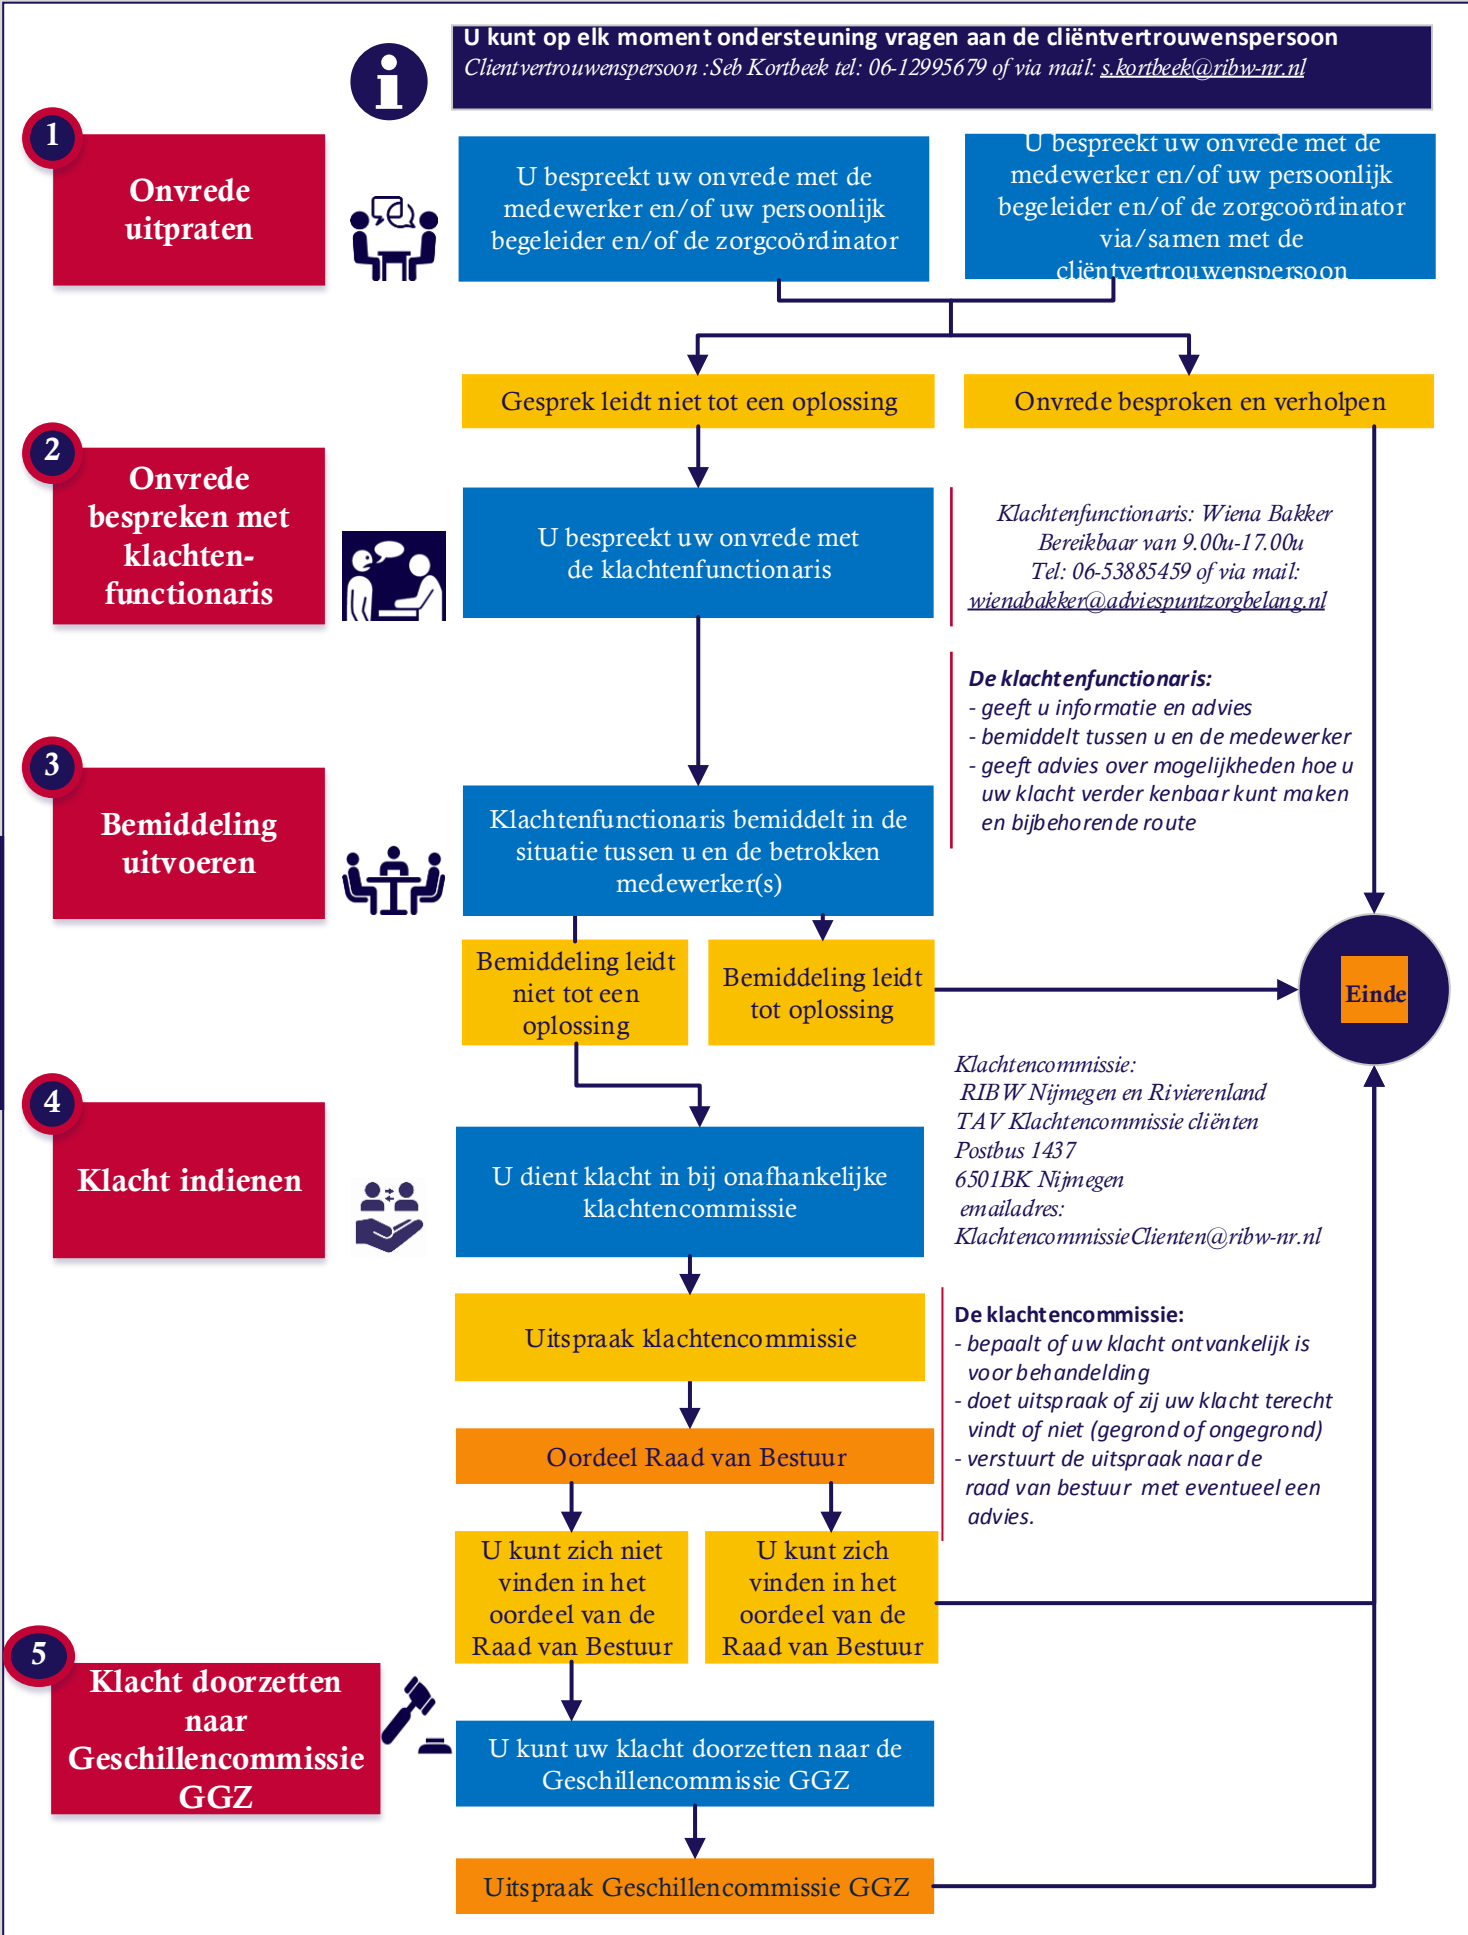 U kunt op elk moment ondersteuning vragen aan de cliëntvertrouwenspersoon
Clientvertrouwenspersoon :Seb Kortbeek tel: 06-12995679 of via mail: s.kortbeek@ribw-nr.nl
1
Onvrede
uitpraten
U bespreekt uw onvrede met de
medewerker en/of uw persoonlijk
begeleider en/of de zorgcoördinator
U bespreekt uw onvrede met de
medewerker en/of uw persoonlijk
begeleider en/of de zorgcoördinator
via/samen met de
cliëntvertrouwenspersoon
Gesprek leidt niet tot een oplossing
Onvrede besproken en verholpen
2
Onvrede
bespreken met
klachten-
functionaris
U bespreekt uw onvrede met
de klachtenfunctionaris
Klachtenfunctionaris: Wiena Bakker
Bereikbaar van 9.00u-17.00u
Tel: 06-53885459 of via mail:
wienabakker@adviespuntzorgbelang.nl
De klachtenfunctionaris:
- geeft u informatie en advies
- bemiddelt tussen u en de medewerker
- geeft advies over mogelijkheden hoe u
uw klacht verder kenbaar kunt maken
en bijbehorende route
3
Bemiddeling
uitvoeren
Klachtenfunctionaris bemiddelt in de
situatie tussen u en de betrokken
medewerker(s)
Bemiddeling leidt
niet tot een
oplossing
Bemiddeling leidt
tot oplossing
Einde
4
Klacht indienen
U dient klacht in bij onafhankelijke
klachtencommissie
Klachtencommissie:
RIBW Nijmegen en Rivierenland
TAV Klachtencommissie cliënten
Postbus 1437
6501BK Nijmegen
emailadres:
KlachtencommissieClienten@ribw-nr.nl
Uitspraak klachtencommissie
De klachtencommissie:
- bepaalt of uw klacht ontvankelijk is
voor behandelding
- doet uitspraak of zij uw klacht terecht
vindt of niet (gegrond of ongegrond)
- verstuurt de uitspraak naar de
raad van bestuur met eventueel een
advies.
Oordeel Raad van Bestuur
U kunt zich niet
vinden in het
oordeel van de
Raad van Bestuur
U kunt zich
vinden in het
oordeel van de
Raad van Bestuur
5
Klacht doorzetten
naar
Geschillencommissie
GGZ
U kunt uw klacht doorzetten naar de
Geschillencommissie GGZ
Uitspraak Geschillencommissie GGZ